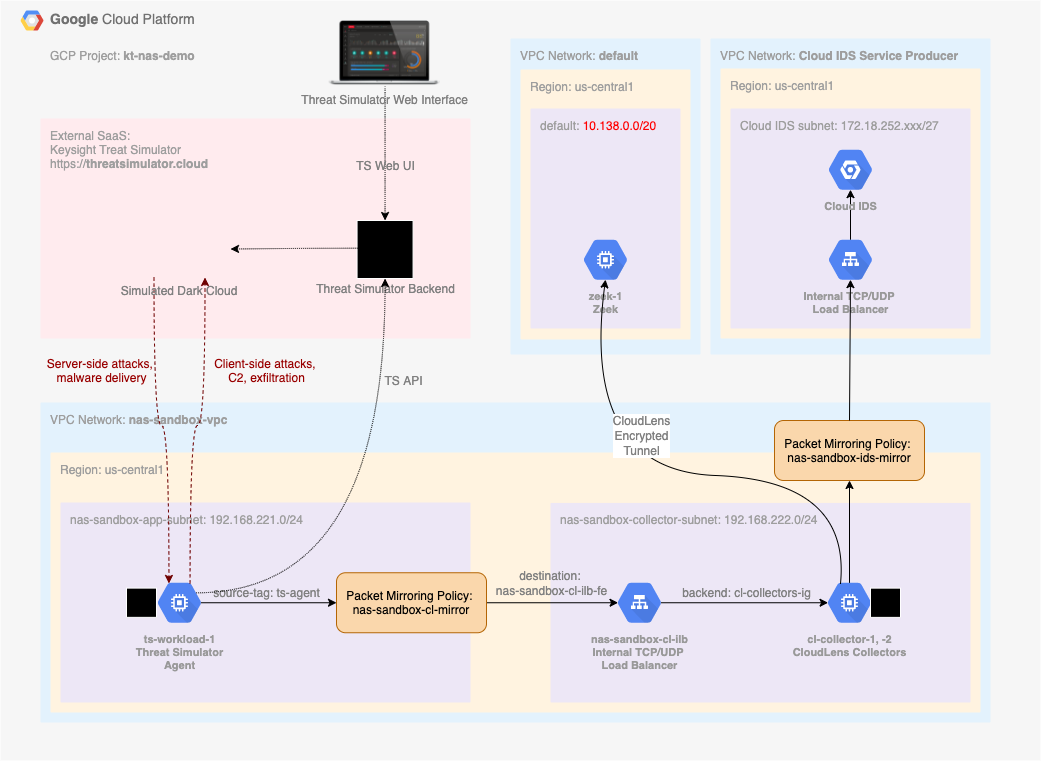 Google Cloud Platform
GCP Project: kt-nas-demo
Threat Simulator Web Interface
VPC Network: default
Region: us-central1
default: 10.138.0.0/20
zeek-1
Zeek
VPC Network: Cloud IDS Service Producer
Region: us-central1
Cloud IDS subnet: 172.18.252.xxx/27
Cloud IDS
Internal TCP/UDP
Load Balancer
External SaaS:
Keysight Treat Simulator
https://threatsimulator.cloud
TS Web UI
Simulated Dark Cloud
Threat Simulator Backend
Server-side attacks,
malware delivery
Client-side attacks,
C2, exfiltration
TS API
VPC Network: nas-sandbox-vpc
Region: us-central1
CloudLens
Encrypted
Tunnel
Packet Mirroring Policy:
nas-sandbox-ids-mirror
nas-sandbox-app-subnet: 192.168.221.0/24
nas-sandbox-collector-subnet: 192.168.222.0/24
source-tag: ts-agent
Packet Mirroring Policy:
nas-sandbox-cl-mirror
destination:
nas-sandbox-cl-ilb-fe
backend: cl-collectors-ig
ts-workload-1
Threat Simulator
Agent
nas-sandbox-cl-ilb
Internal TCP/UDP
Load Balancer
cl-collector-1, -2
CloudLens Collectors